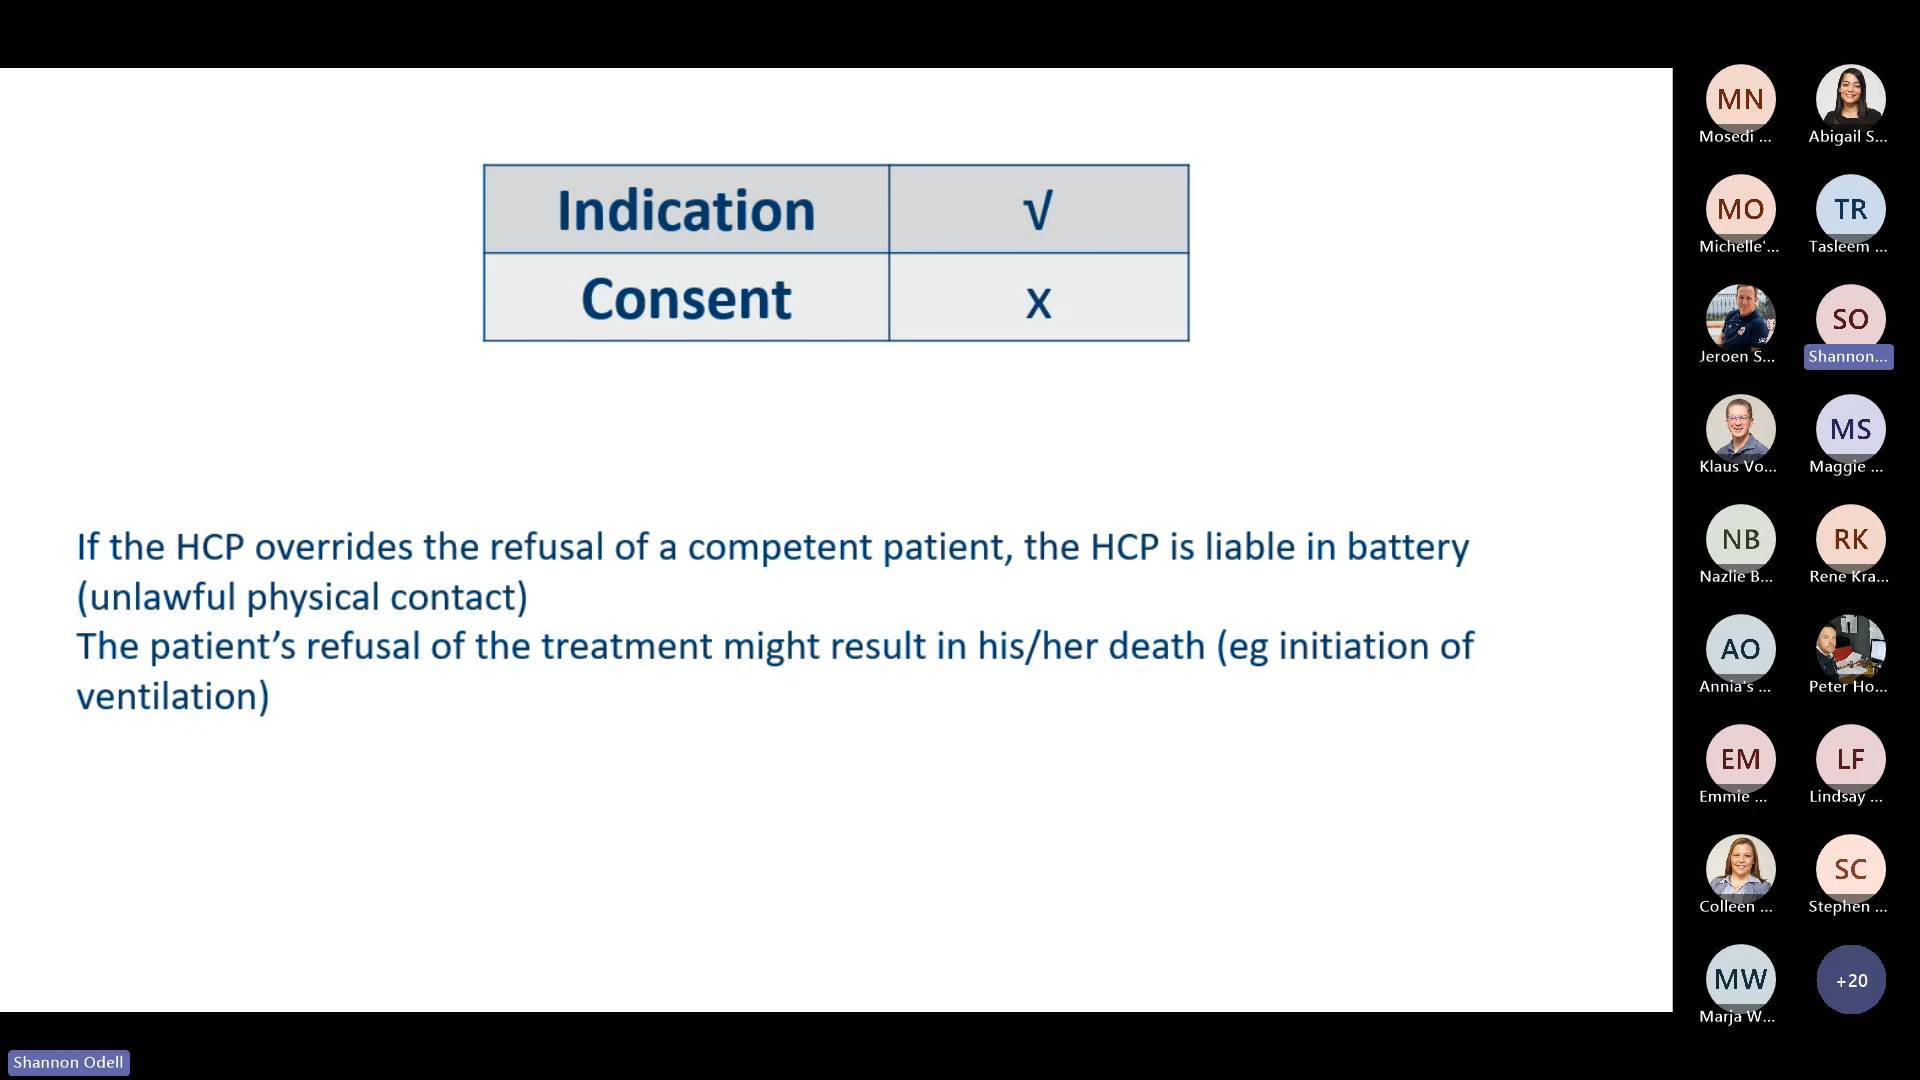 Indication √
Consent x
If the HCP overrides the refusal of a competent patient, the HCP is liable in battery
(unlawful physical contact)
The patient’s refusal of the treatment might result in his/her death (eg initiation of
ventilation)
MN
Mosedi ...
Abigail S...
MO
Michelle'...
TR
Tasleem ...
Jeroen S...
SO
Shannon...
Klaus Vo...
MS
Maggie ...
NB
Nazlie B...
RK
Rene Kra...
AO
Annia's ...
Peter Ho...
EM
Emmie ...
LF
Lindsay ...
Colleen ...
SC
Stephen ...
MW
Marja W...
+20
Shannon Odell